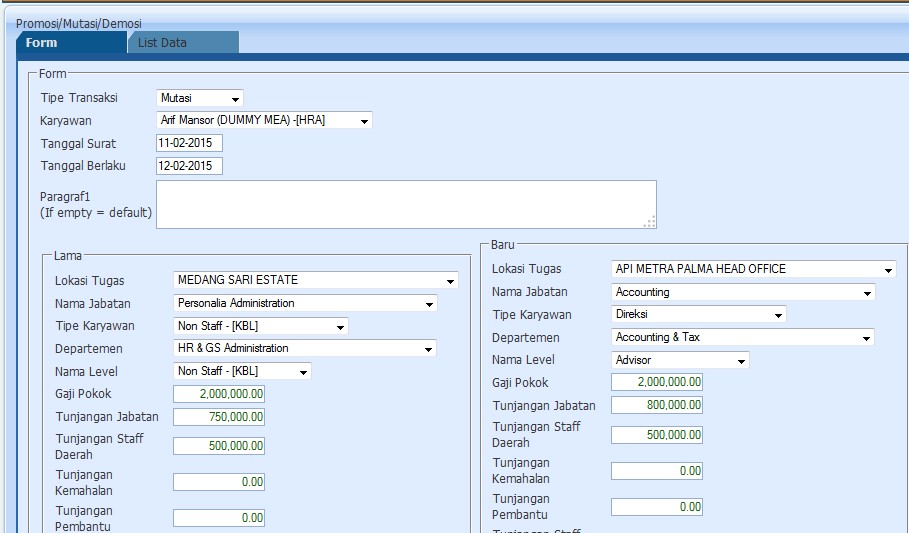 Promosi/Mutasi/Demosi
Form
List Data
Form
Tipe Transaksi Mutasi
Karyawan Arif Mansor (DUMMY MEA) -[HRA]
Tanggal Surat 11-02-2015
Tanggal Berlaku 12-02-2015
Paragraf1
(If empty = default)
Lama
Lokasi Tugas MEDANG SARI ESTATE
Nama Jabatan Personalia Administration
Tipe Karyawan Non Staff - [KBL]
Departemen HR & GS Administration
Nama Level Non Staff - [KBL]
Gaji Pokok 2,000,000.00
Tunjangan Jabatan 750,000.00
Tunjangan Staff
Daerah 500,000.00
Tunjangan
Kemahalan 0.00
Tunjangan
Pembantu 0.00
Baru
Lokasi Tugas API METRA PALMA HEAD OFFICE
Nama Jabatan Accounting
Tipe Karyawan Direksi
Departemen Accounting & Tax
Nama Level Advisor
Gaji Pokok 2,000,000.00
Tunjangan Jabatan 800,000.00
Tunjangan Staff
Daerah 500,000.00
Tunjangan
Kemahalan 0.00
Tunjangan
Pembantu 0.00
Tunjangan Staff